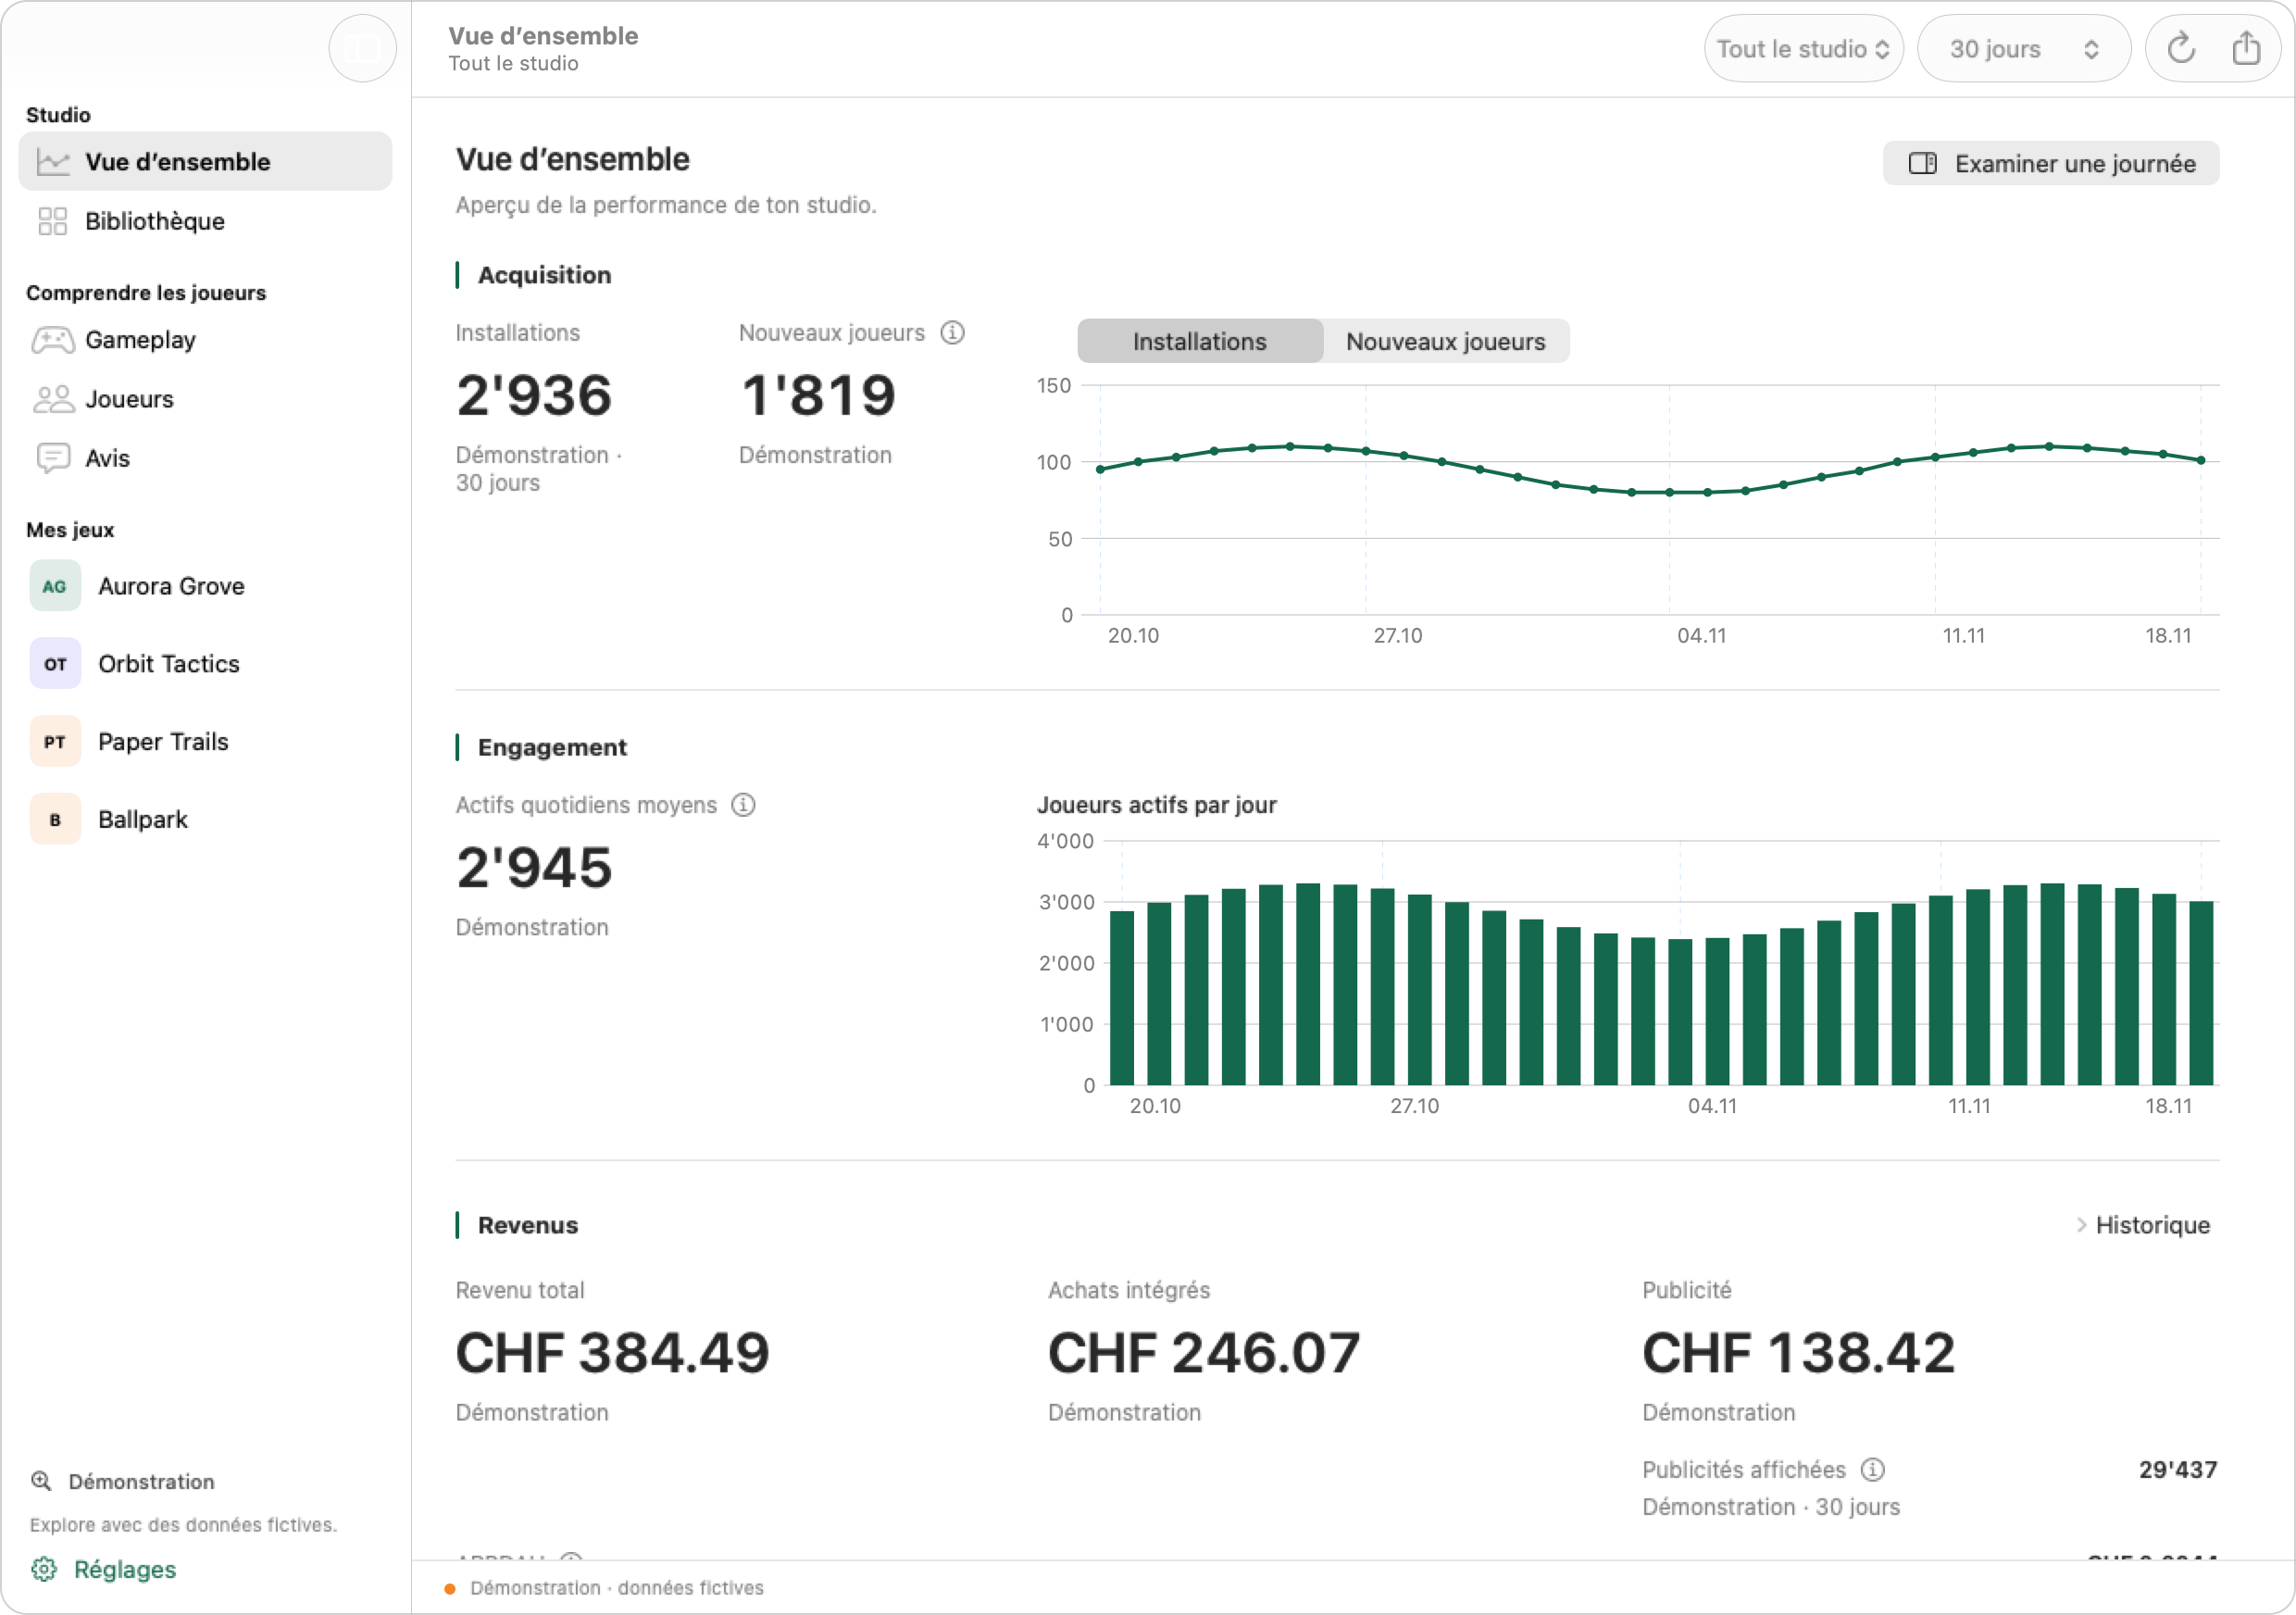 Vue d’ensemble
Tout le studio
Tout le studio
30 jours
Studio
Vue d’ensemble
Bibliothèque
Comprendre les joueurs
Gameplay
Joueurs
Avis
Mes jeux
AG Aurora Grove
OT Orbit Tactics
PT Paper Trails
B Ballpark
Démonstration
Explore avec des données fictives.
Réglages
Vue d’ensemble
Examiner une journée
Aperçu de la performance de ton studio.
Acquisition
Installations
2'936
Démonstration ·
30 jours
Nouveaux joueurs
1'819
Démonstration
Installations
Nouveaux joueurs
150
100
50
0
20.10
27.10
04.11
11.11
18.11
Engagement
Actifs quotidiens moyens
2'945
Démonstration
Joueurs actifs par jour
4'000
3'000
2'000
1'000
0
20.10
27.10
04.11
11.11
18.11
Revenus
Historique
Revenu total
CHF 384.49
Démonstration
Achats intégrés
CHF 246.07
Démonstration
Publicité
CHF 138.42
Démonstration
Publicités affichées
29'437
Démonstration · 30 jours
Démonstration · données fictives